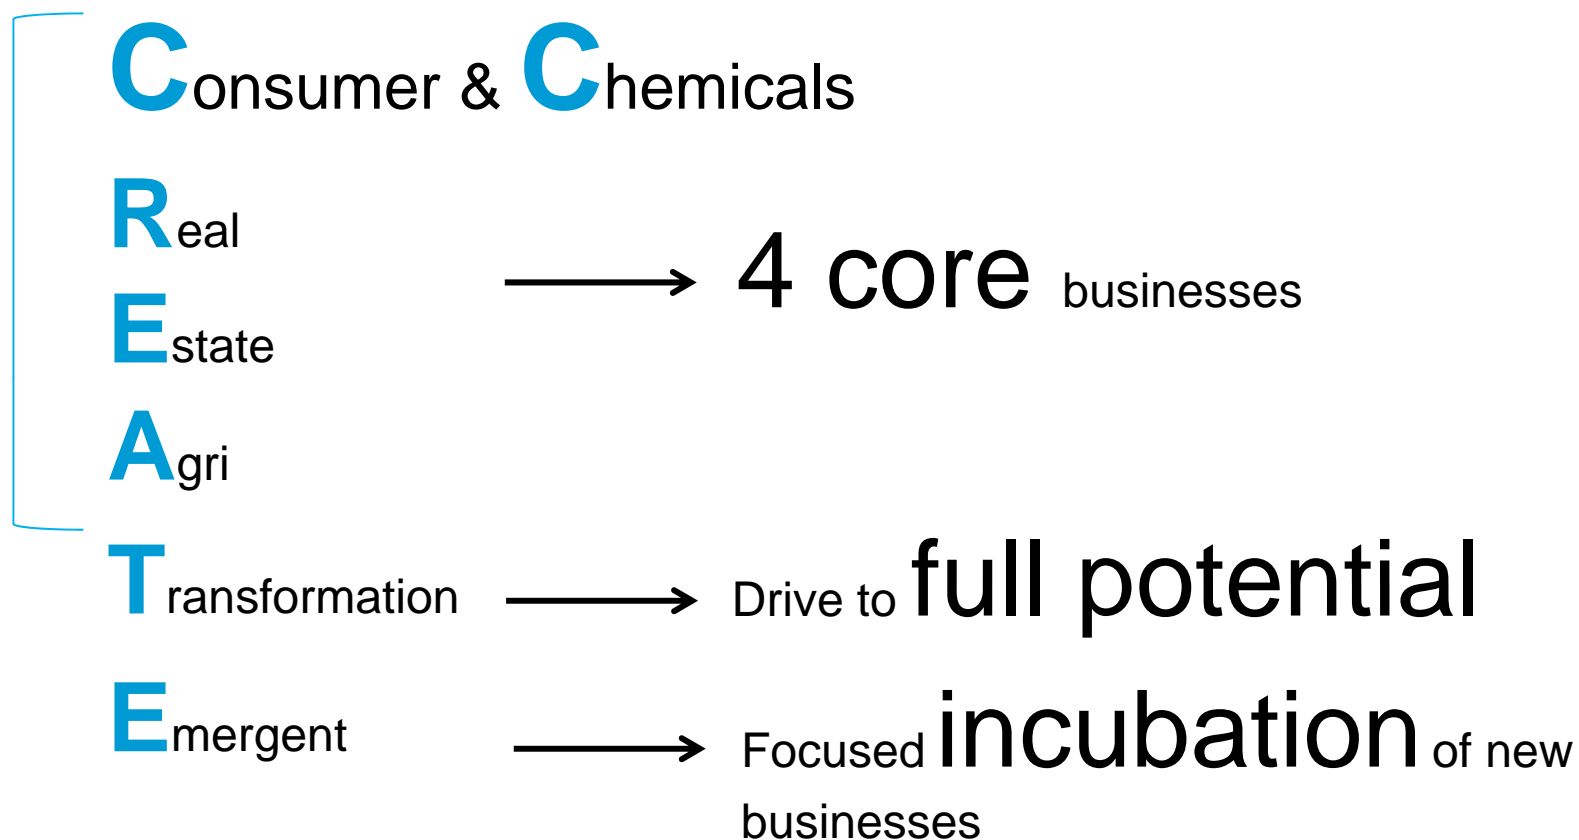 Consumer & Chemicals
Real
4 core businesses
Estate
Agri
Transformation
Drive to full potential
Emergent
Focused incubation of new
businesses